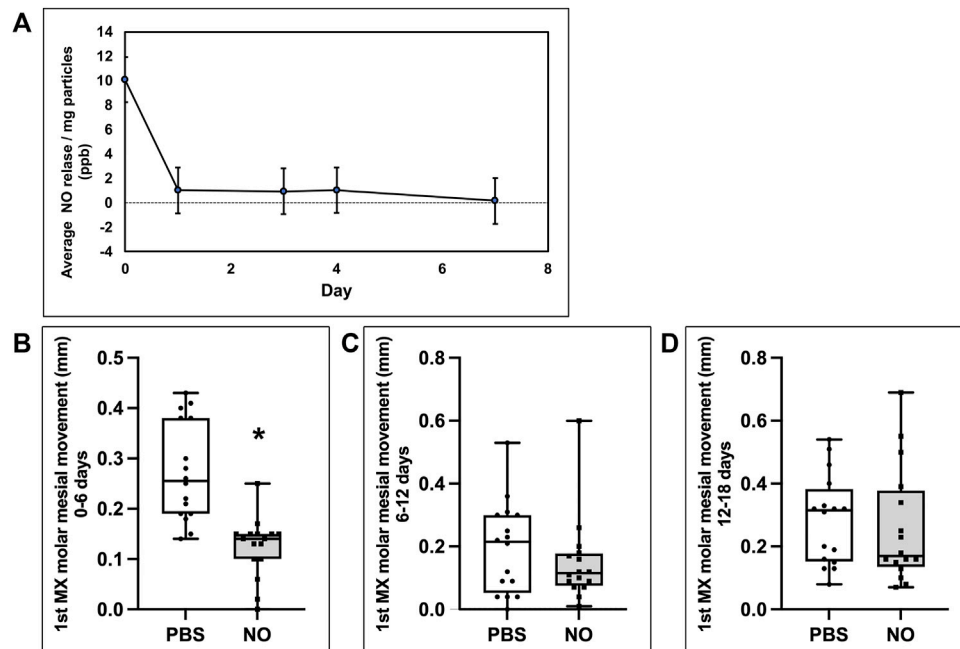 A
Average NO relase / mg particles
(ppb)
14
12
10
8
6
4
2
0
-2
-4
0 2 4 6 8
Day
B
1st MX molar mesial movement (mm)
0-6 days
0.5
0.4
0.3
0.2
0.1
0.0
*
PBS NO
C
1st MX molar mesial movement (mm)
6-12 days
0.8
0.6
0.4
0.2
0.0
PBS NO
D
1st MX molar mesial movement (mm)
12-18 days
0.8
0.6
0.4
0.2
0.0
PBS NO